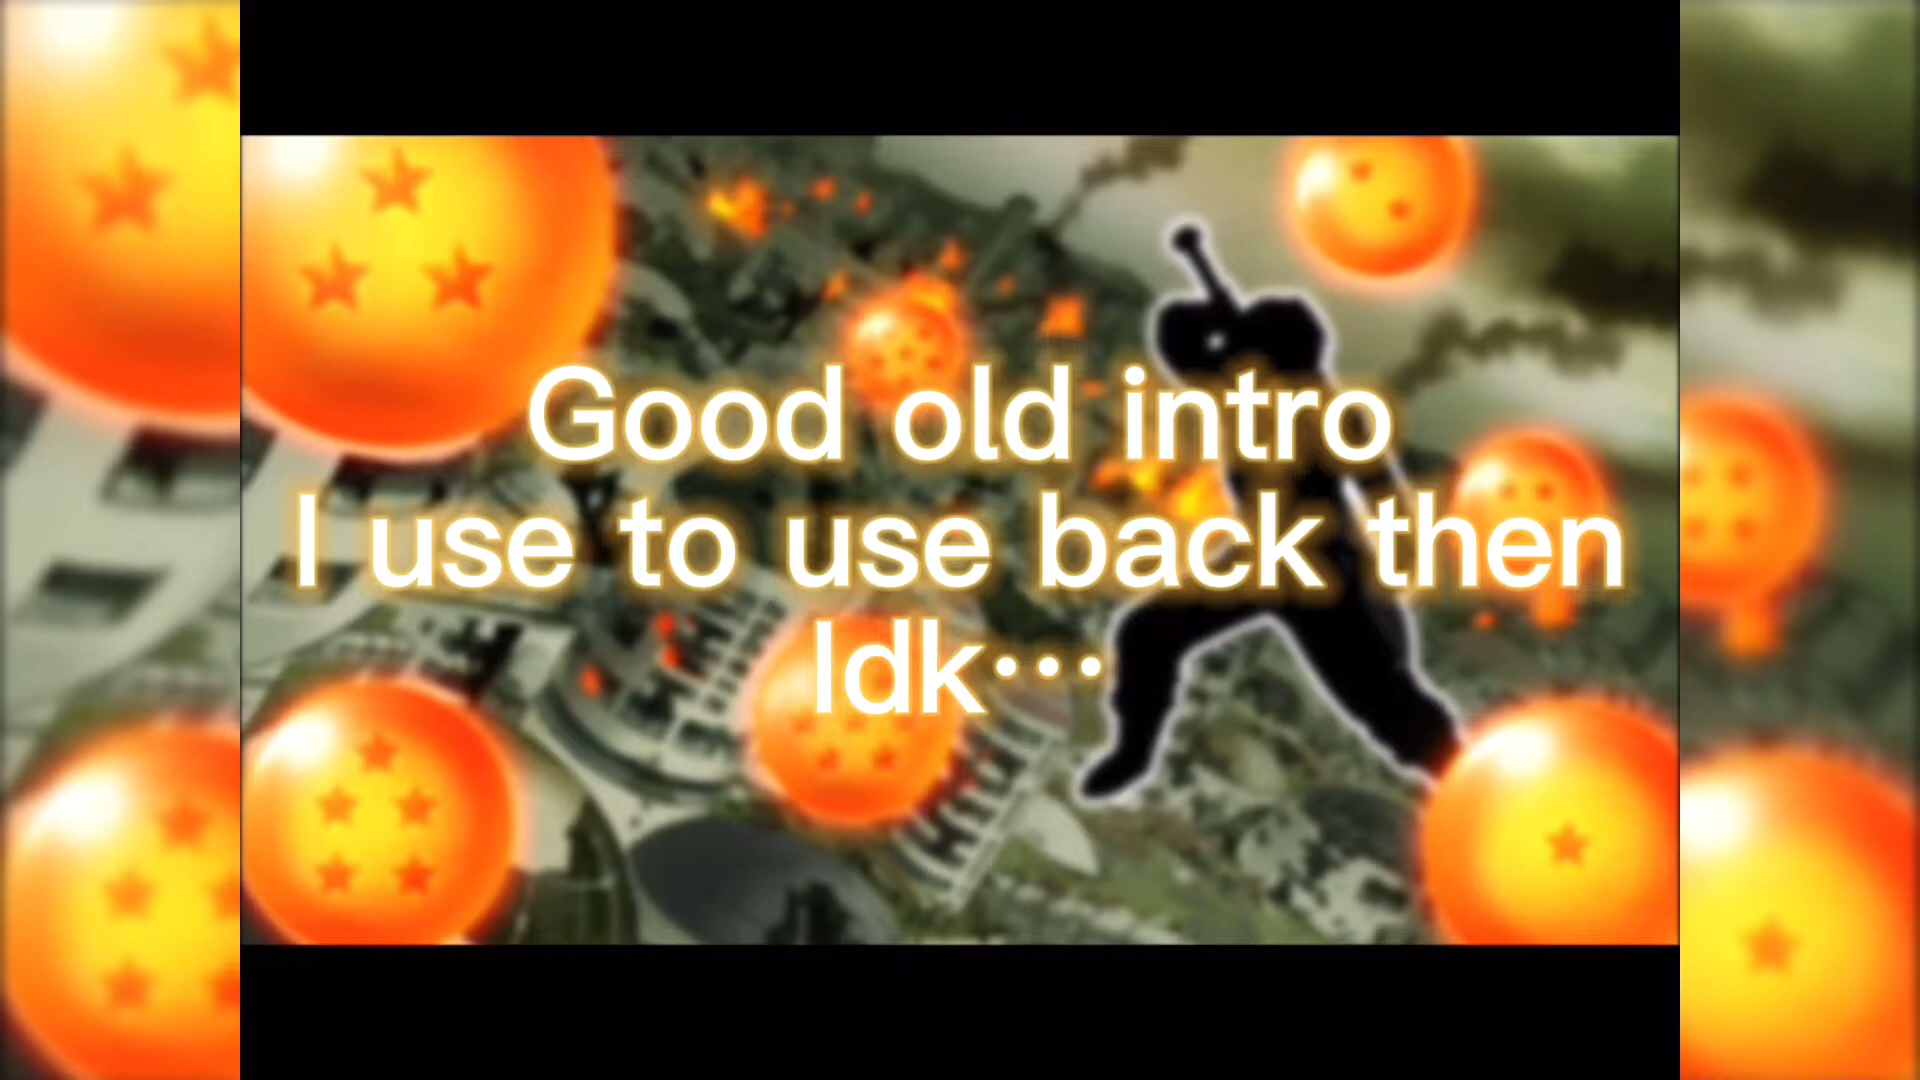 Good old intro
I use to use back then
Idk···